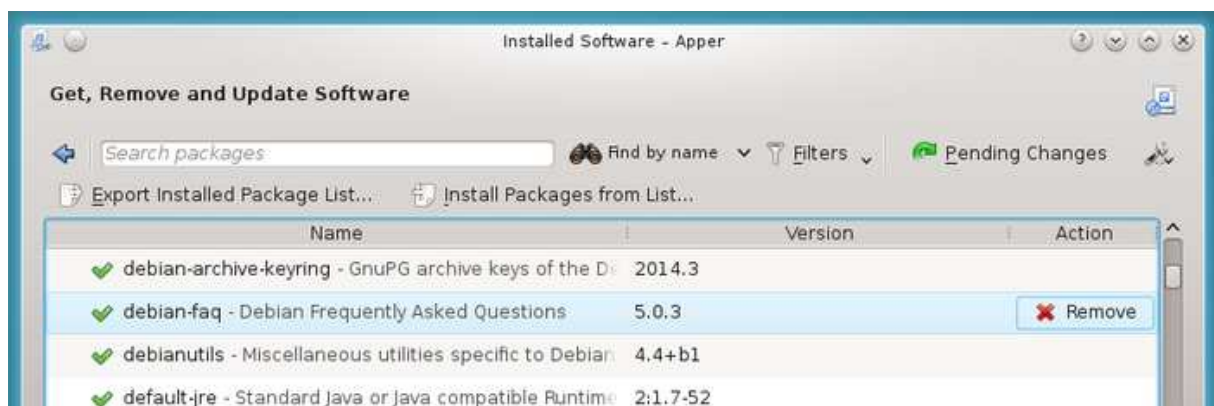 Installed Software - Apper
Get, Remove and Update Software
Search packages
Find by name
Filters
Pending Changes
Export Installed Package List...
Install Packages from List...
Name Version Action
debian-archive-keyring - GnuPG archive keys of the D
2014.3
debian-faq - Debian Frequently Asked Questions
5.0.3
Remove
debianutils - Miscellaneous utilities specific to Debian
4.4+b1
default-jre - Standard Java or Java compatible Runtime
2:1.7-52